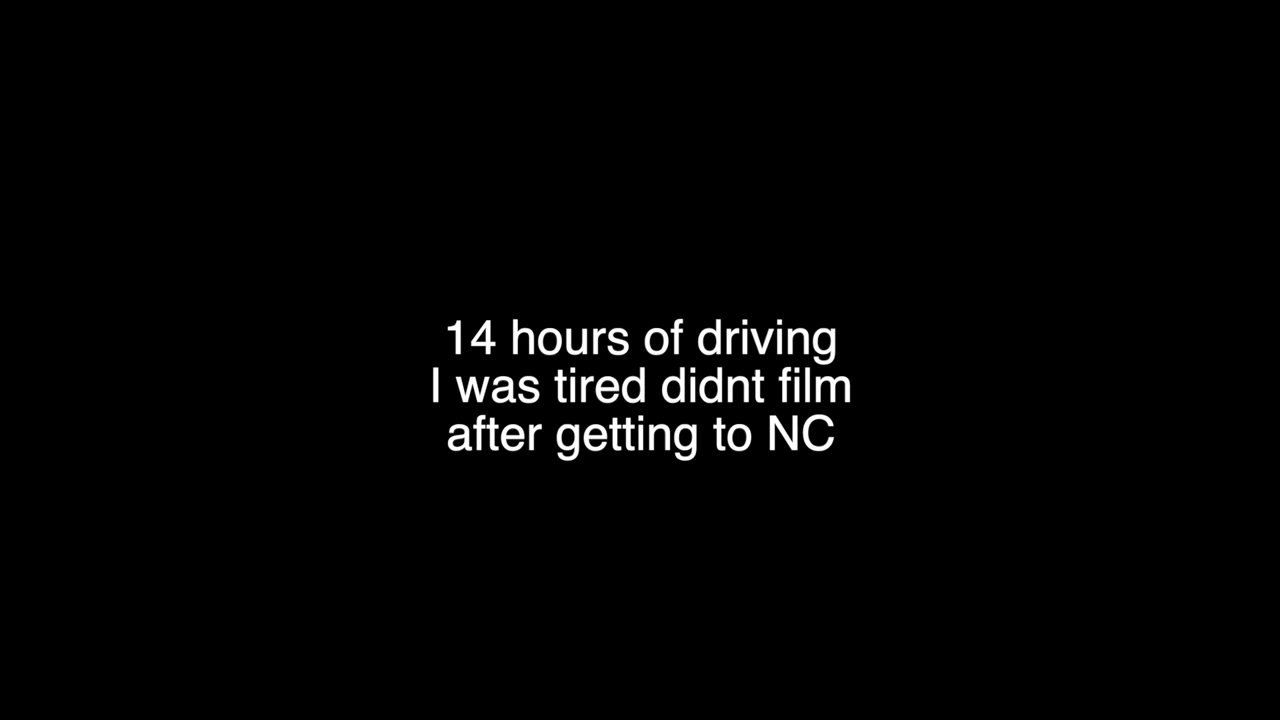 14 hours of driving
I was tired didnt film
after getting to NC